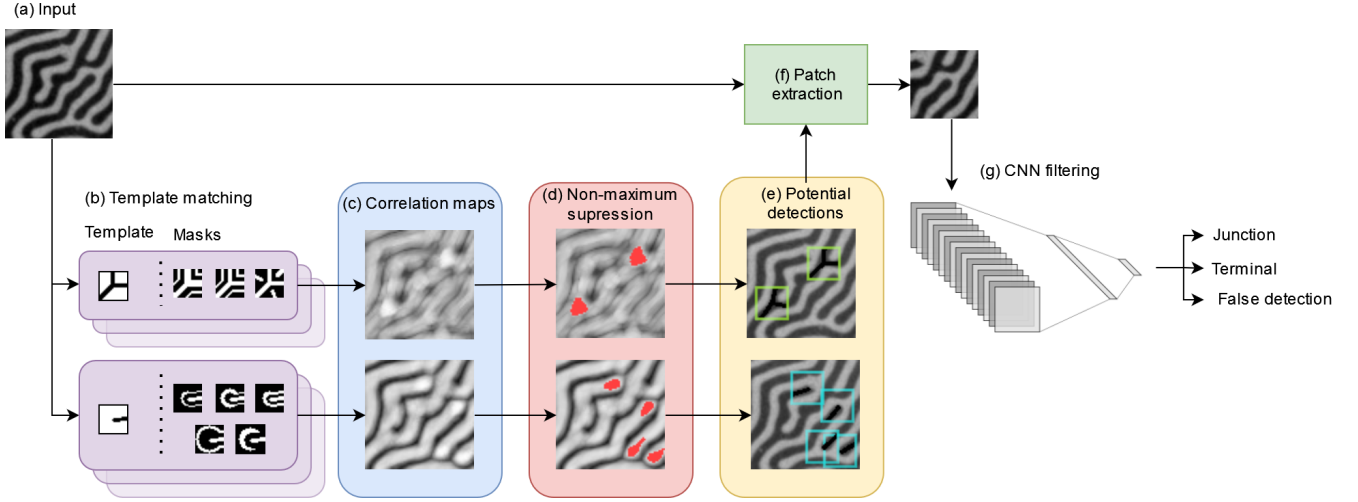 (a) Input
(f) Patch
extraction
(g) CNN filtering
(b) Template matching
Template
Masks
(c) Correlation maps
(d) Non-maximum
supression
(e) Potential
detections
Junction
Terminal
False detection